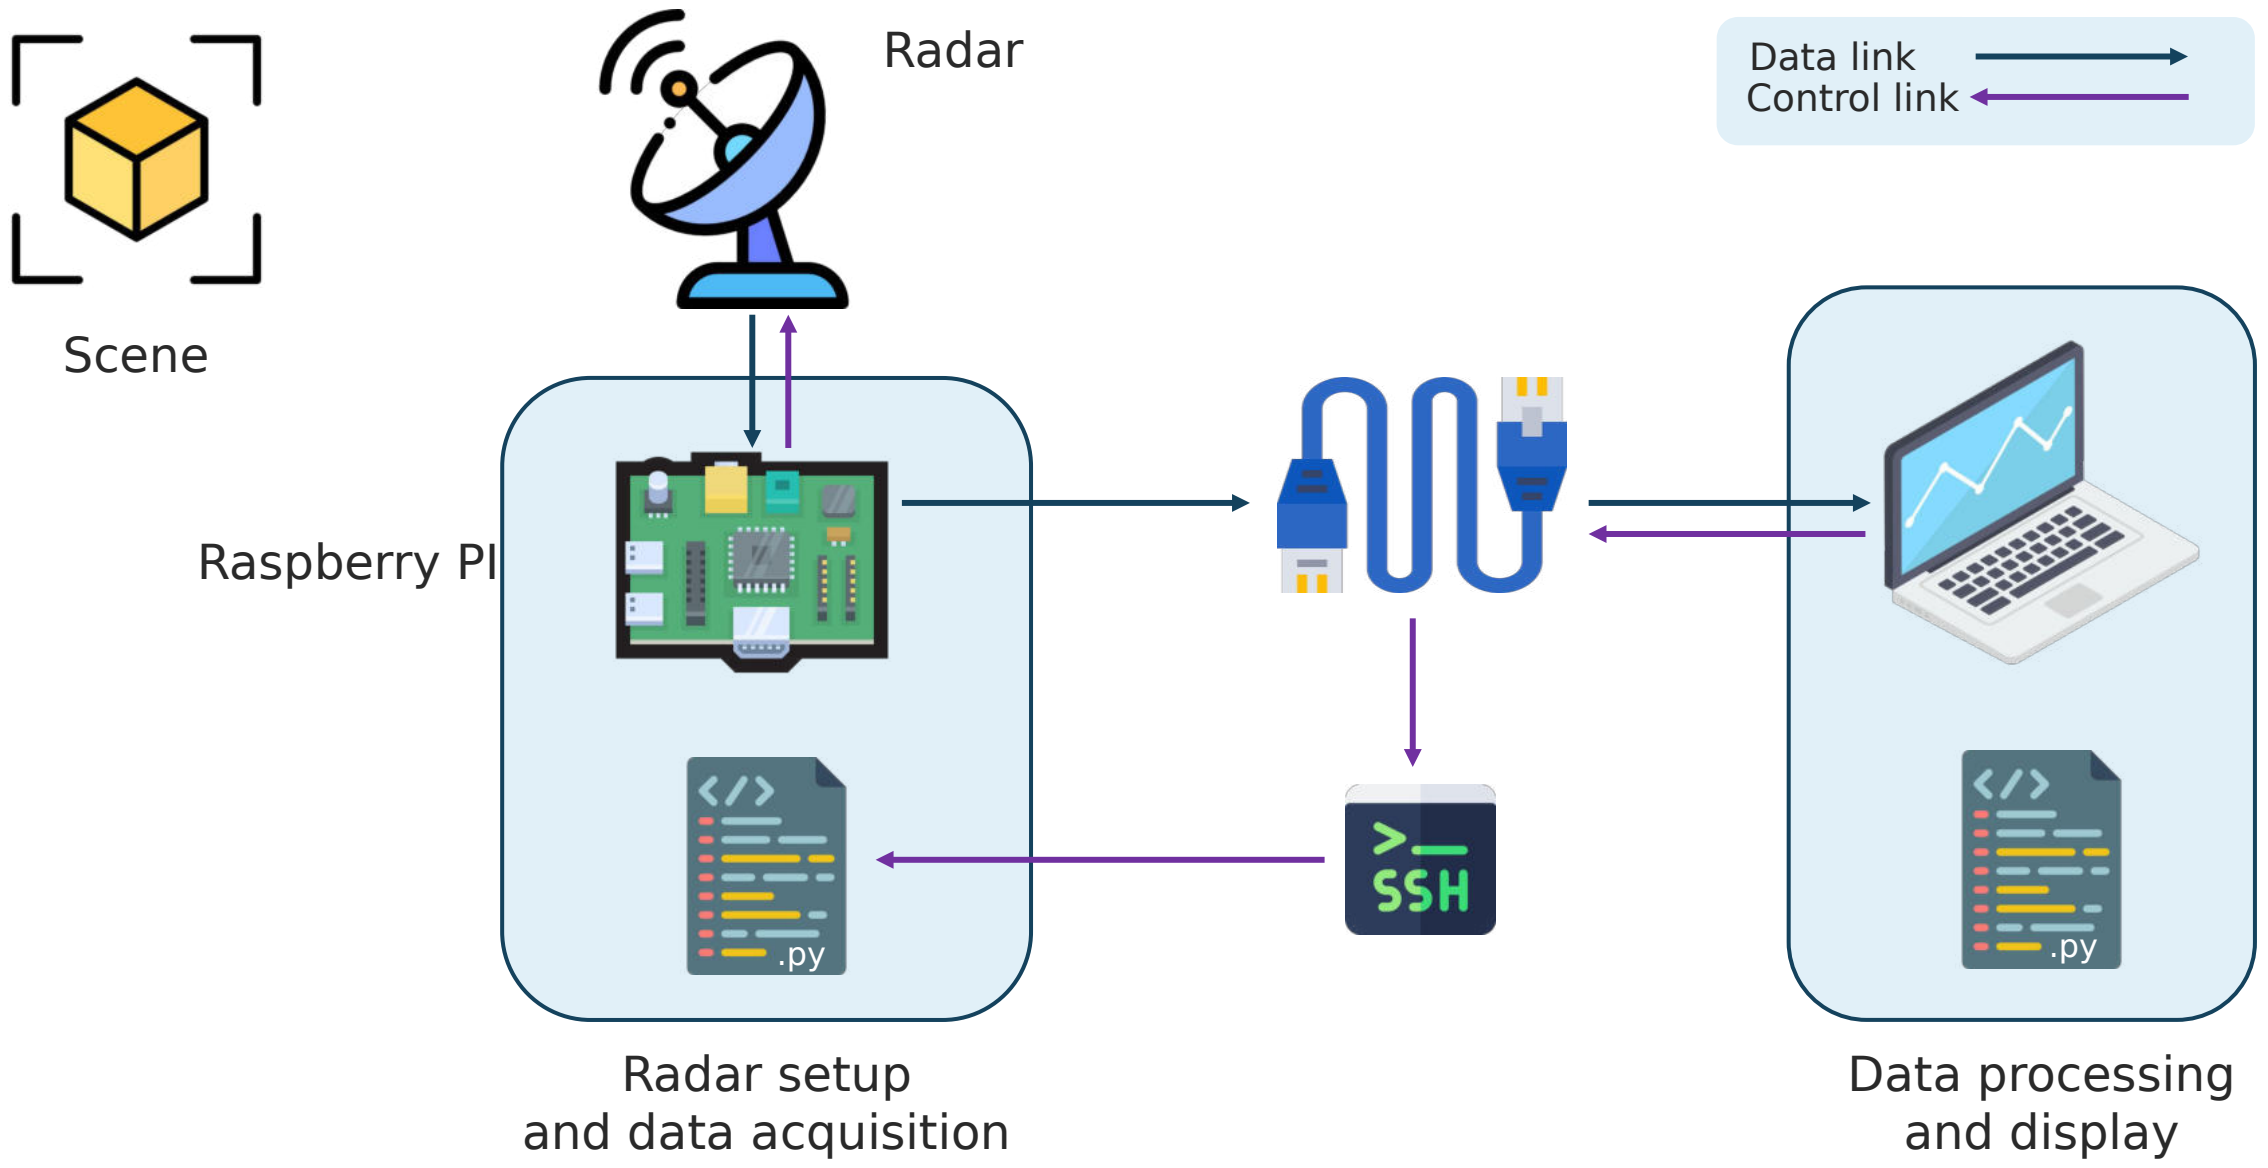 Radar
Data link
Control link
Scene
Raspberry PI
</>
</>
>_
SSH
.py
.py
Radar setup
and data acquisition
Data processing
and display